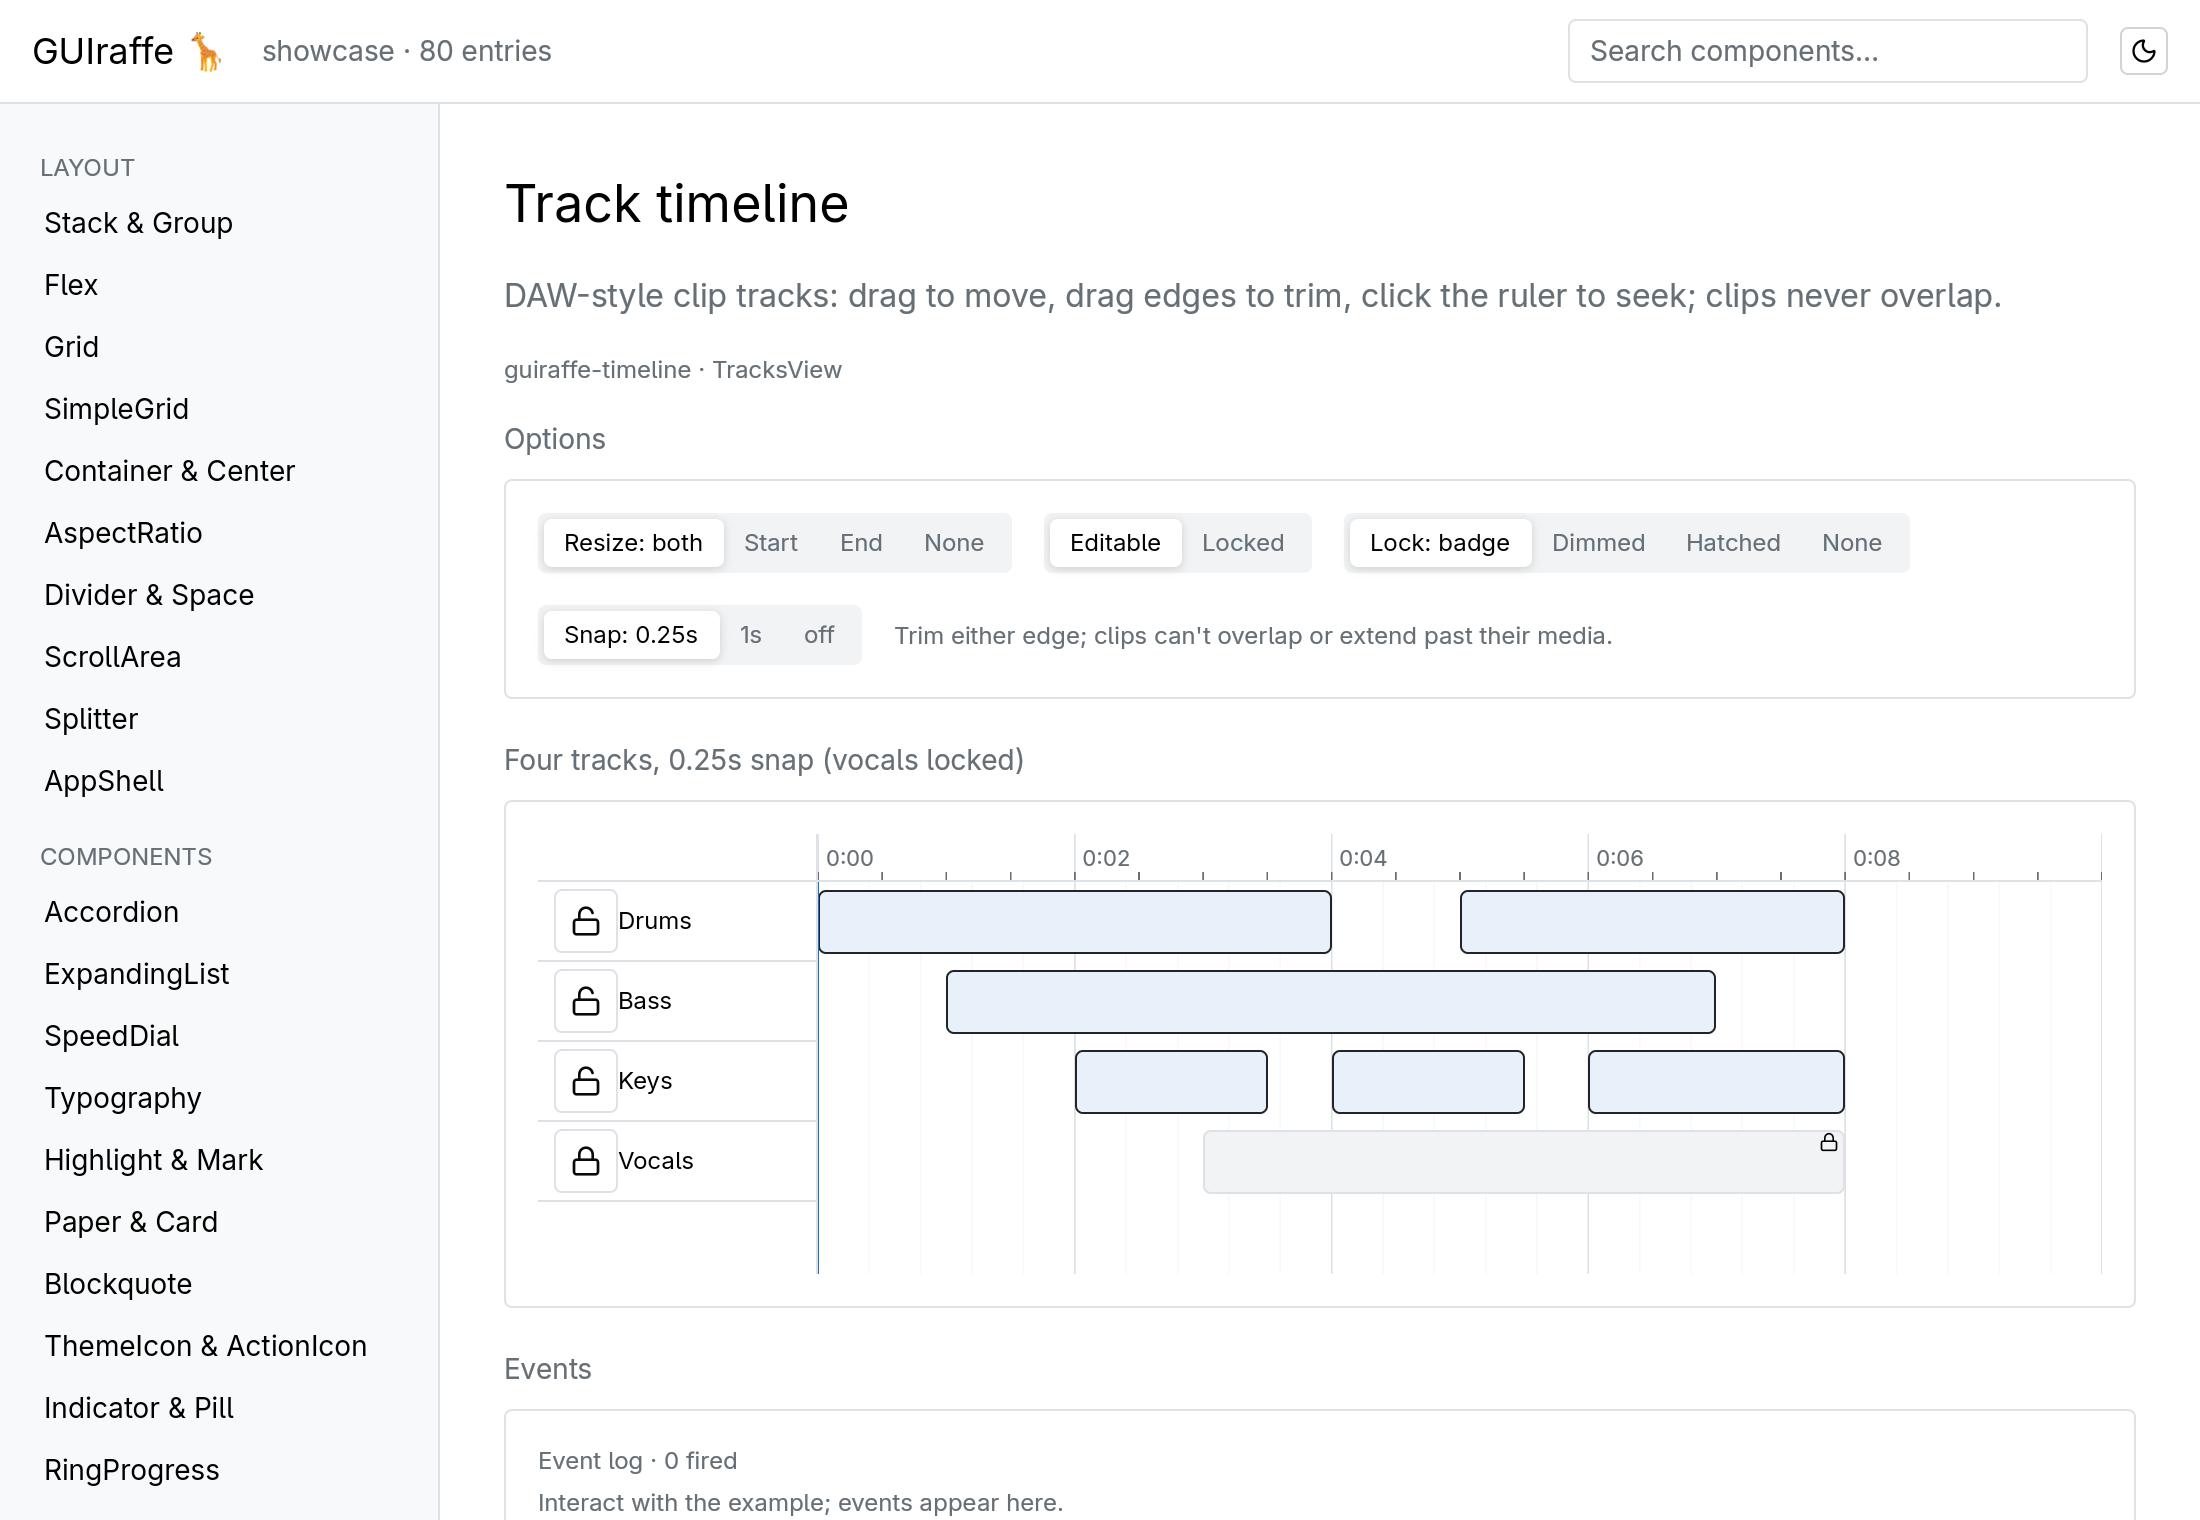 GUIraffe 🦒 showcase · 80 entries Search components...
LAYOUT
Stack & Group
Flex
Grid
SimpleGrid
Container & Center
AspectRatio
Divider & Space
ScrollArea
Splitter
AppShell
COMPONENTS
Accordion
ExpandingList
SpeedDial
Typography
Highlight & Mark
Paper & Card
Blockquote
ThemeIcon & ActionIcon
Indicator & Pill
RingProgress
Track timeline
DAW-style clip tracks: drag to move, drag edges to trim, click the ruler to seek; clips never overlap.
guiraffe-timeline · TracksView
Options
Resize: both Start End None Editable Locked Lock: badge Dimmed Hatched None
Snap: 0.25s 1s off Trim either edge; clips can't overlap or extend past their media.
Four tracks, 0.25s snap (vocals locked)
0:00 0:02 0:04 0:06 0:08
Drums
Bass
Keys
Vocals
Events
Event log · 0 fired
Interact with the example; events appear here.